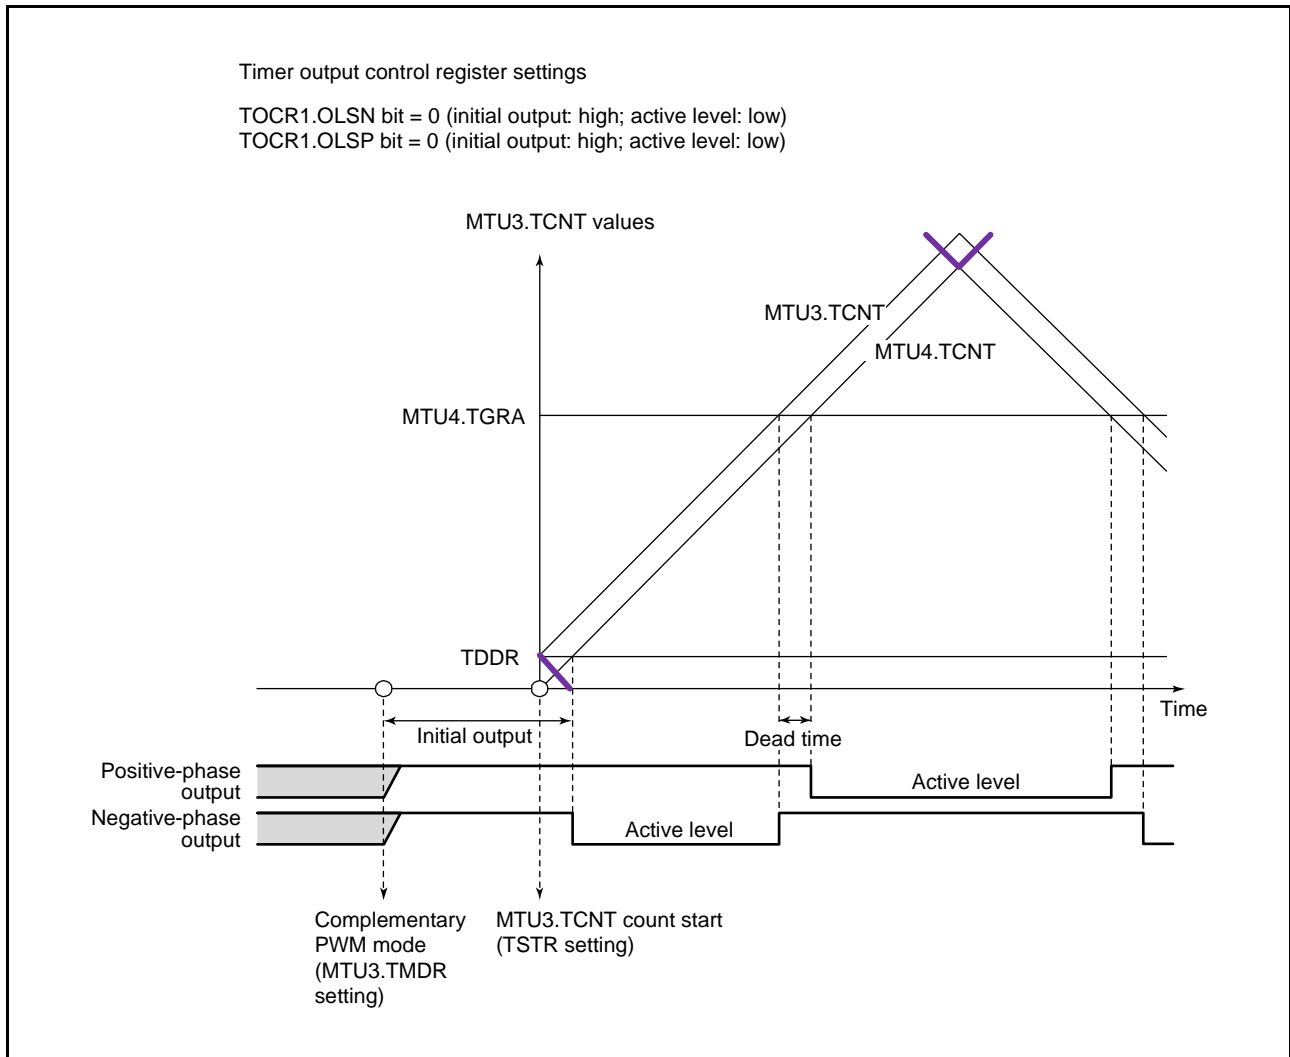 Timer output control register settings
TOCR1.OLSN bit = 0 (initial output: high; active level: low)
TOCR1.OLSP bit = 0 (initial output: high; active level: low)
MTU3.TCNT values
MTU3.TCNT
MTU4.TCNT
MTU4.TGRA
TDDR
Time
Initial output
Dead time
Positive-phase
output
Active level
Negative-phase
output
Active level
Complementary
PWM mode
(MTU3.TMDR
setting)
MTU3.TCNT count start
(TSTR setting)